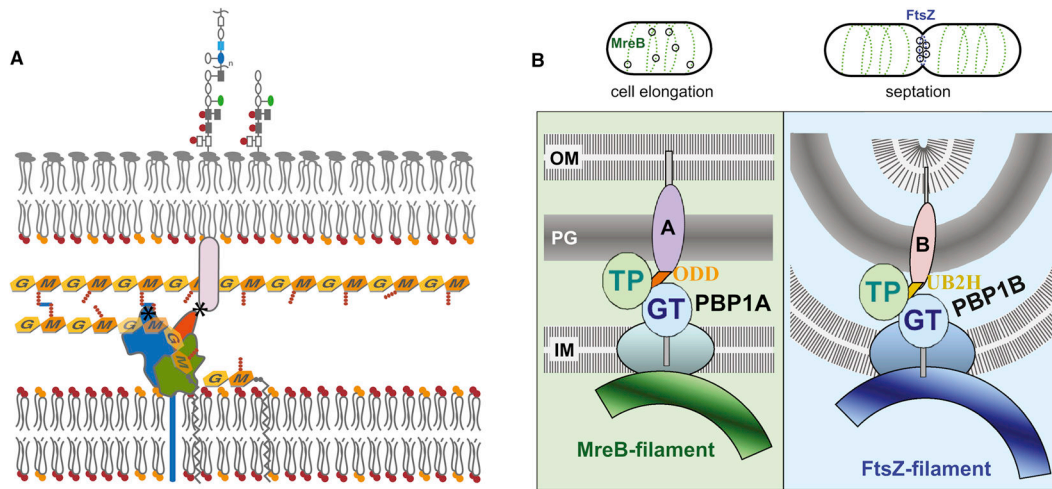 A
n
G M G M G M G M G M G M
G M G M G M
G
M
G M
*
*
B
MreB
FtsZ
cell elongation
septation
OM
PG
IM
A
TP
ODD
GT
PBP1A
MreB-filament
B
TP
UB2H
GT
PBP1B
FtsZ-filament